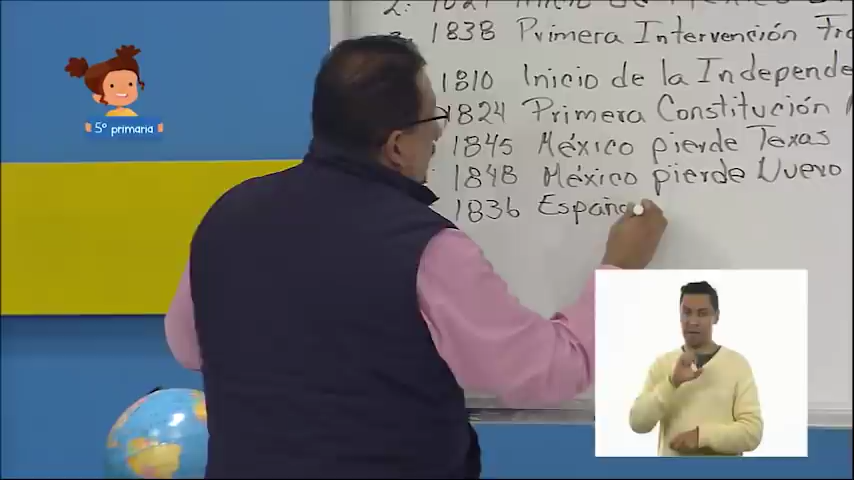 5° primaria
1838 Primera Intervención
1810 Inicio de la Independe
1824 Primera Constitución
1845 México pierde Texas
1848 México pierde Nuevo
1836 España